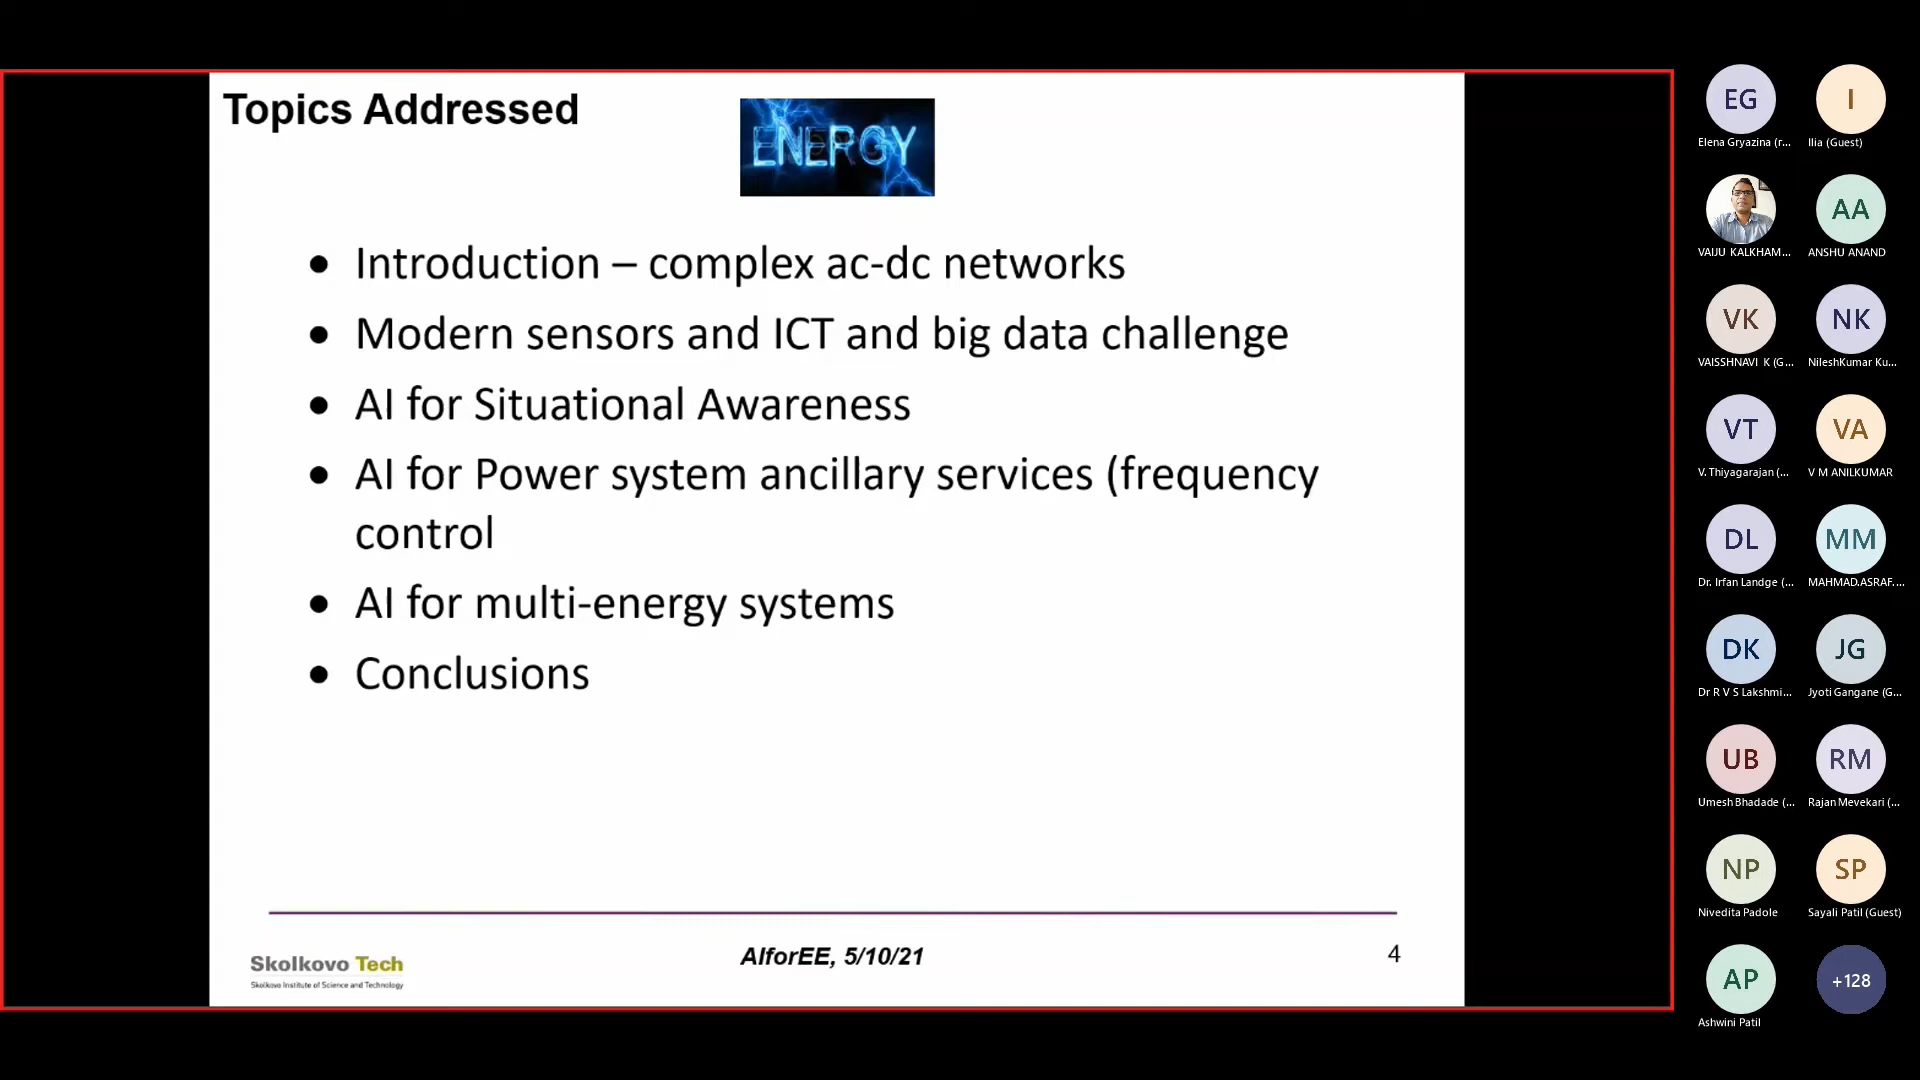 Topics Addressed
ENERGY
• Introduction – complex ac-dc networks
• Modern sensors and ICT and big data challenge
• AI for Situational Awareness
• AI for Power system ancillary services (frequency
control
• AI for multi-energy systems
• Conclusions
Skolkovo Tech
Skolkovo Institute of Science and Technology
AIforEE, 5/10/21
4
EG
Elena Gryazina (r...
I
Ilia (Guest)
VAIJU KALKHAM...
AA
ANSHU ANAND
VK
VAISSHNAVI K (G...
NK
NileshKumar Ku...
VT
V. Thiyagarajan (...
VA
V M ANILKUMAR
DL
Dr. Irfan Landge (...
MM
MAHMAD.ASRAF....
DK
Dr R V S Lakshmi...
JG
Jyoti Gangane (G...
UB
Umesh Bhadade (...
RM
Rajan Mevekari (...
NP
Nivedita Padole
SP
Sayali Patil (Guest)
AP
Ashwini Patil
+128